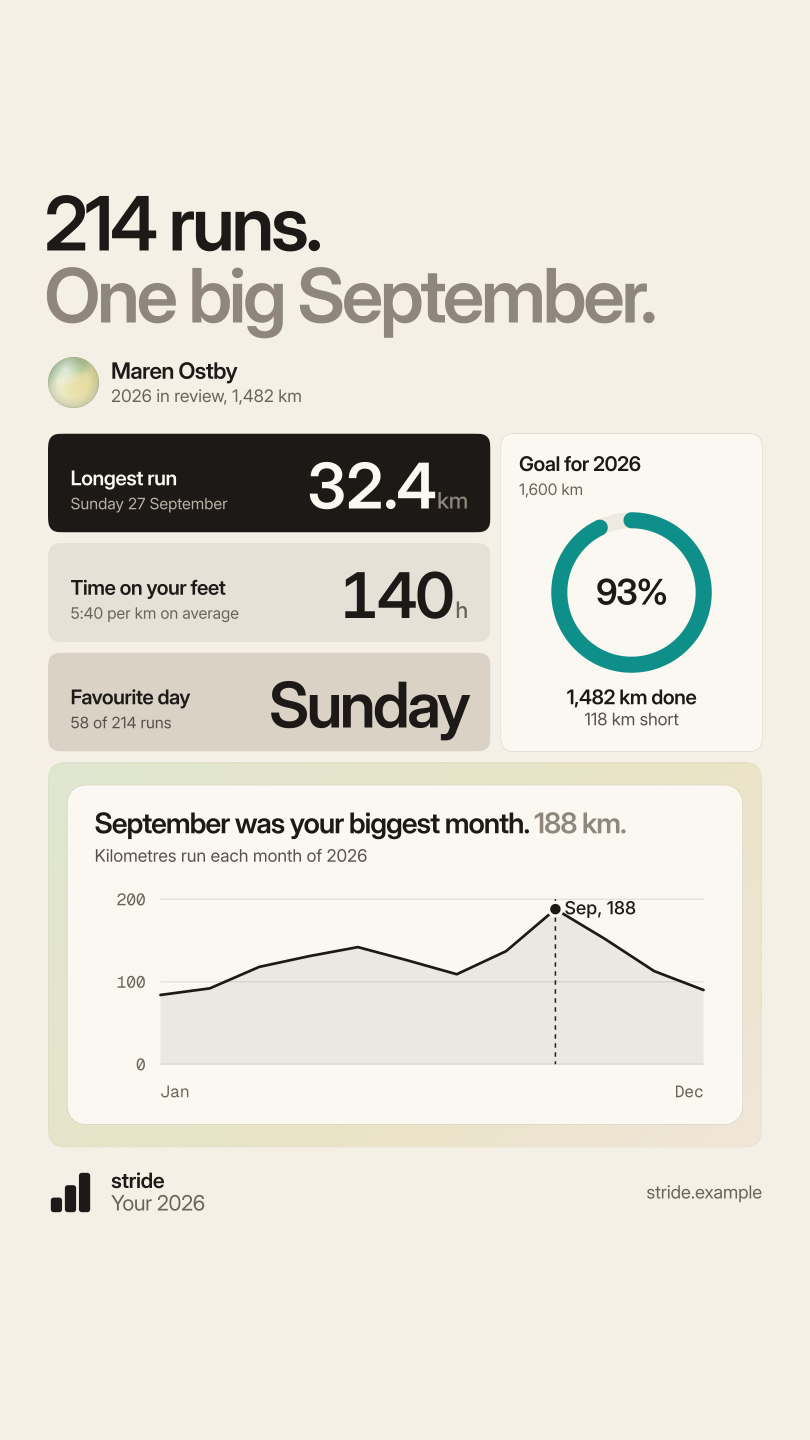 214 runs.
One big September.
Maren Ostby
2026 in review, 1,482 km
Longest run
Sunday 27 September
32.4 km
Time on your feet
5:40 per km on average
140 h
Favourite day
58 of 214 runs
Sunday
Goal for 2026
1,600 km
93%
1,482 km done
118 km short
September was your biggest month. 188 km.
Kilometres run each month of 2026
200
Sep, 188
100
0
Jan
Dec
stride
Your 2026
stride.example